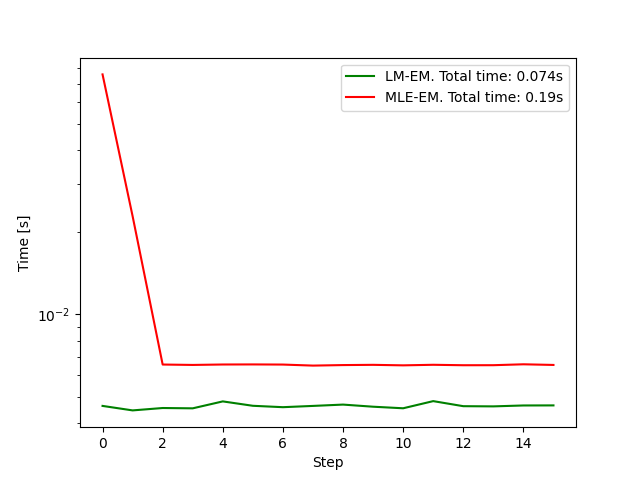 LM-EM. Total time: 0.074s
MLE-EM. Total time: 0.19s
Time [s]
10⁻²
0 2 4 6 8 10 12 14
Step